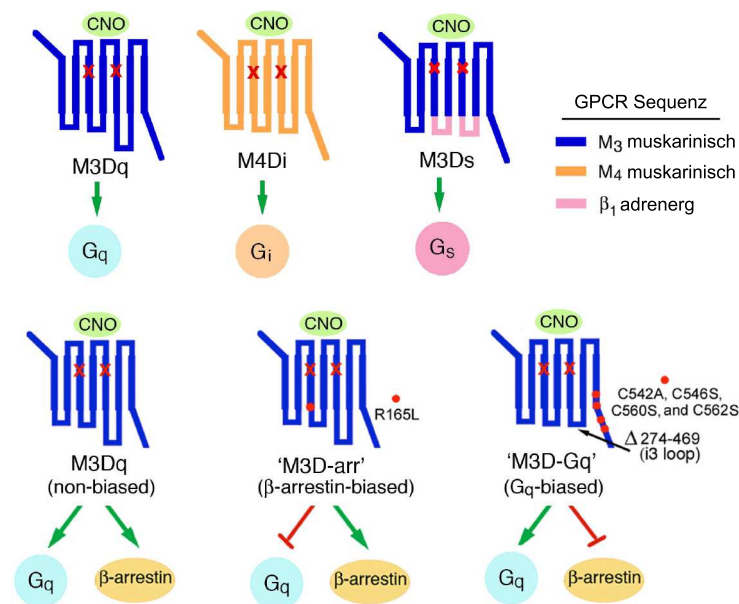 CNO
CNO
CNO
M3Dq
M4Di
M3Ds
Gq
Gi
Gs
GPCR Sequenz
M3 muskarinisch
M4 muskarinisch
β1 adrenerg
CNO
CNO
CNO
R165L
C542A, C546S,
C560S, and C562S
Δ 274-469
(i3 loop)
M3Dq
(non-biased)
'M3D-arr'
(β-arrestin-biased)
'M3D-Gq'
(Gq-biased)
Gq
β-arrestin
Gq
β-arrestin
Gq
β-arrestin